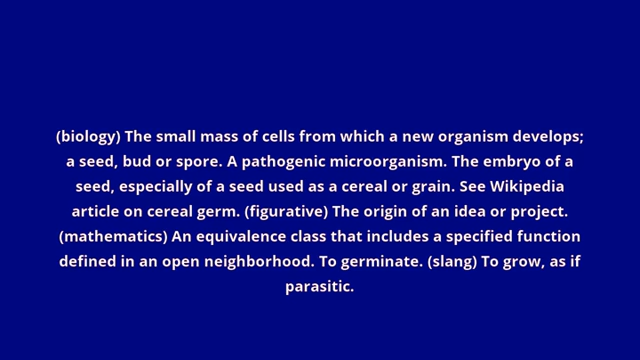 (biology) The small mass of cells from which a new organism develops;
a seed, bud or spore. A pathogenic microorganism. The embryo of a
seed, especially of a seed used as a cereal or grain. See Wikipedia
article on cereal germ. (figurative) The origin of an idea or project.
(mathematics) An equivalence class that includes a specified function
defined in an open neighborhood. To germinate. (slang) To grow, as if
parasitic.